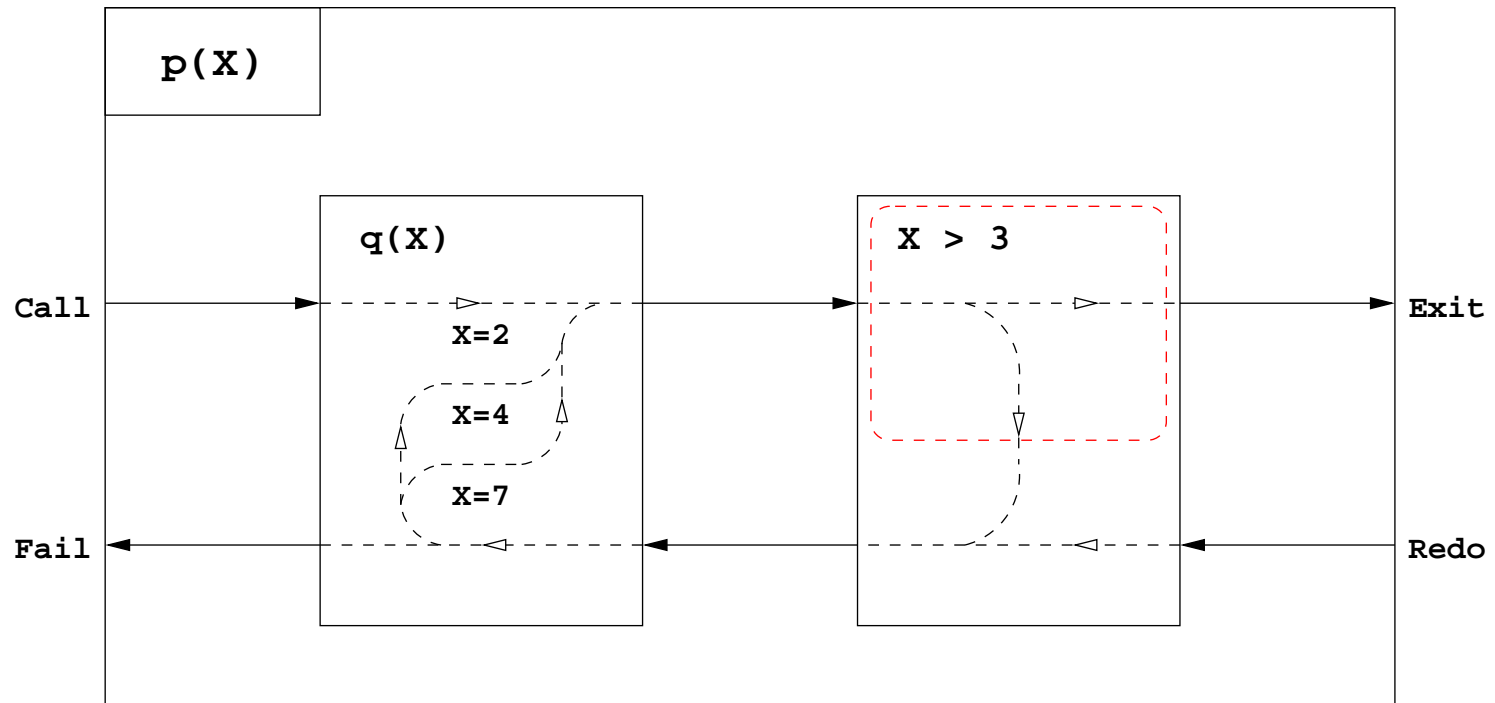 p(X)
q(X)
X > 3
Call
Exit
X=2
X=4
X=7
Fail
Redo